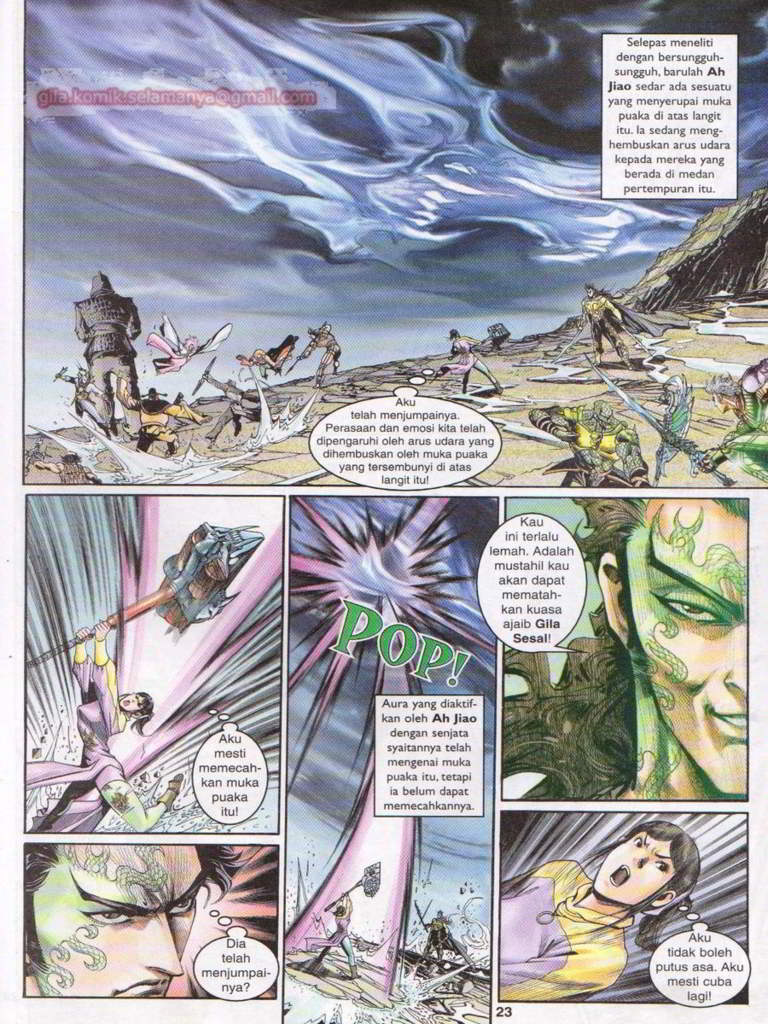 gila.komik.selamanya@gmail.com
Selepas meneliti
dengan bersungguh-
sungguh, barulah Ah
Jiao sedar ada sesuatu
yang menyerupai muka
puaka di atas langit
itu. Ia sedang meng-
hembuskan arus udara
kepada mereka yang
berada di medan
pertempuran itu.
Aku
telah menjumpainya.
Perasaan dan emosi kita telah
dipengaruhi oleh arus udara yang
dihembuskan oleh muka puaka
yang tersembunyi di atas
langit itu!
Aku
mesti
memecah-
kan muka
puaka
itu!
POP!
Aura yang diaktif-
kan oleh Ah Jiao
dengan senjata
syaitannya telah
mengenai muka
puaka itu, tetapi
ia belum dapat
memecahkannya.
Kau
ini terlalu
lemah. Adalah
mustahil kau
akan dapat
mematah-
kan kuasa
ajaib Gila
Sesal!
Dia
telah
menjumpai-
nya?
Aku
tidak boleh
putus asa. Aku
mesti cuba
lagi!
23